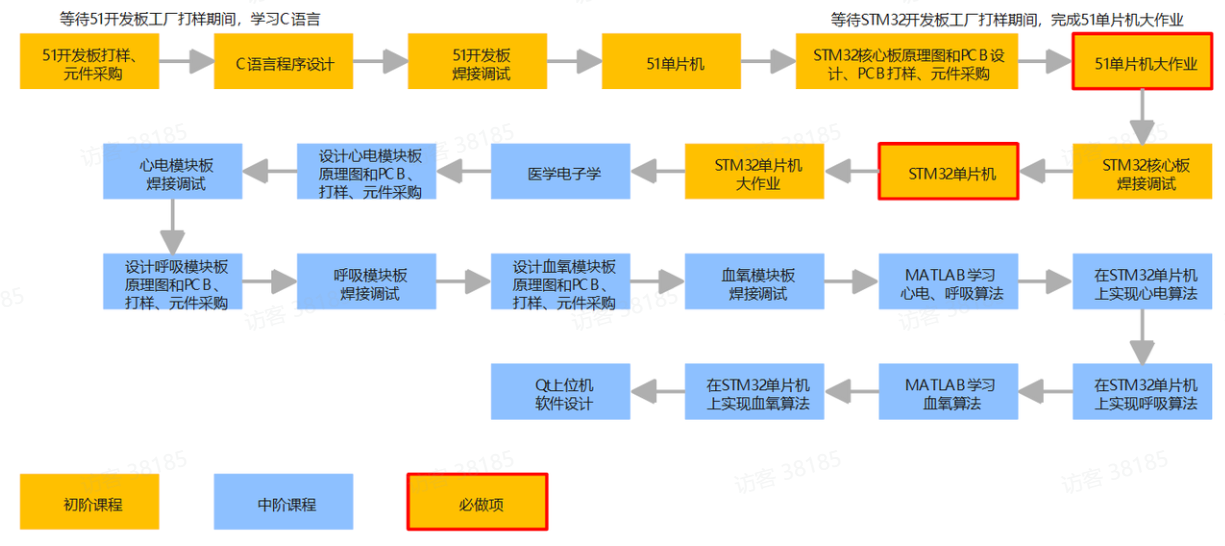 等待51开发板工厂打样期间，学习C语言
等待STM32开发板工厂打样期间，完成51单片机大作业
51开发板打样、
元件采购
C语言程序设计
51开发板
焊接调试
51单片机
STM32核心板原理图和PCB设
计、PCB打样、元件采购
51单片机大作业
心电模块板
焊接调试
设计心电模块板
原理图和PCB、
打样、元件采购
医学电子学
STM32单片机
大作业
STM32单片机
STM32核心板
焊接调试
设计呼吸模块板
原理图和PCB、
打样、元件采购
呼吸模块板
焊接调试
设计血氧模块板
原理图和PCB、
打样、元件采购
血氧模块板
焊接调试
MATLAB学习
心电、呼吸算法
在STM32单片机
上实现心电算法
Qt上位机
软件设计
在STM32单片机
上实现血氧算法
MATLAB学习
血氧算法
在STM32单片机
上实现呼吸算法
初阶课程
中阶课程
必做项
访客 38185